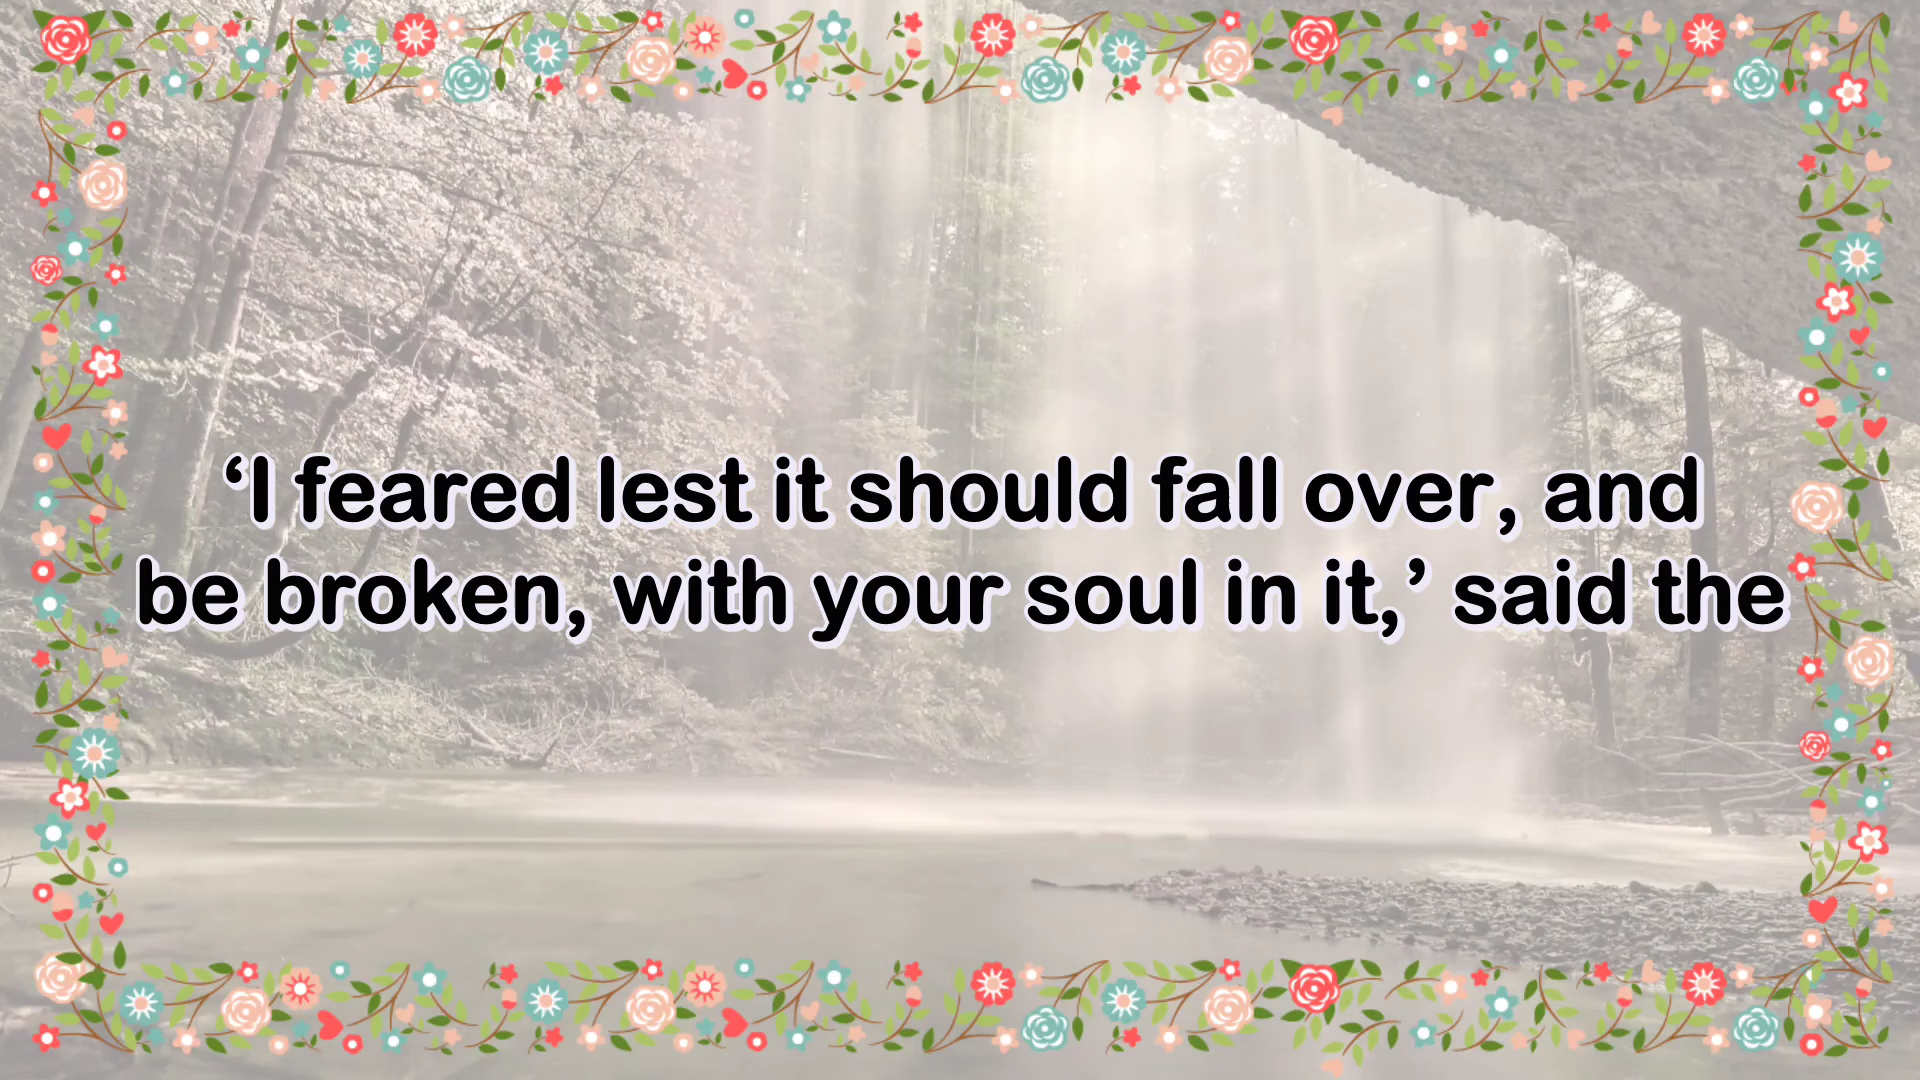 ‘I feared lest it should fall over, and
be broken, with your soul in it,’ said the